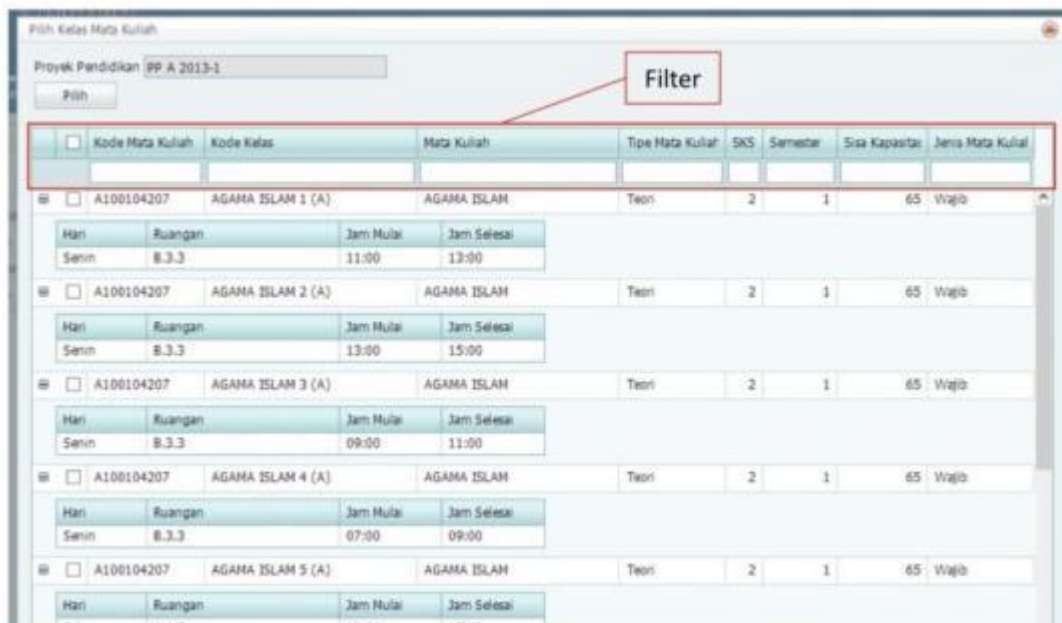 Pilih Kelas Mata Kuliah
Proyek Pendidikan PP A 2013-1
Pilih
Filter
Kode Mata Kuliah Kode Kelas Mata Kuliah Tipe Mata Kuliah SKS Semester Sisa Kapasitas Jenis Mata Kuliah
A100104207 AGAMA ISLAM 1 (A) AGAMA ISLAM Teori 2 1 65 Wajib
Hari Ruangan Jam Mulai Jam Selesai
Senin B.3.3 11:00 13:00
A100104207 AGAMA ISLAM 2 (A) AGAMA ISLAM Teori 2 1 65 Wajib
Hari Ruangan Jam Mulai Jam Selesai
Senin B.3.3 13:00 15:00
A100104207 AGAMA ISLAM 3 (A) AGAMA ISLAM Teori 2 1 65 Wajib
Hari Ruangan Jam Mulai Jam Selesai
Senin B.3.3 09:00 11:00
A100104207 AGAMA ISLAM 4 (A) AGAMA ISLAM Teori 2 1 65 Wajib
Hari Ruangan Jam Mulai Jam Selesai
Senin B.3.3 07:00 09:00
A100104207 AGAMA ISLAM 5 (A) AGAMA ISLAM Teori 2 1 65 Wajib
Hari Ruangan Jam Mulai Jam Selesai